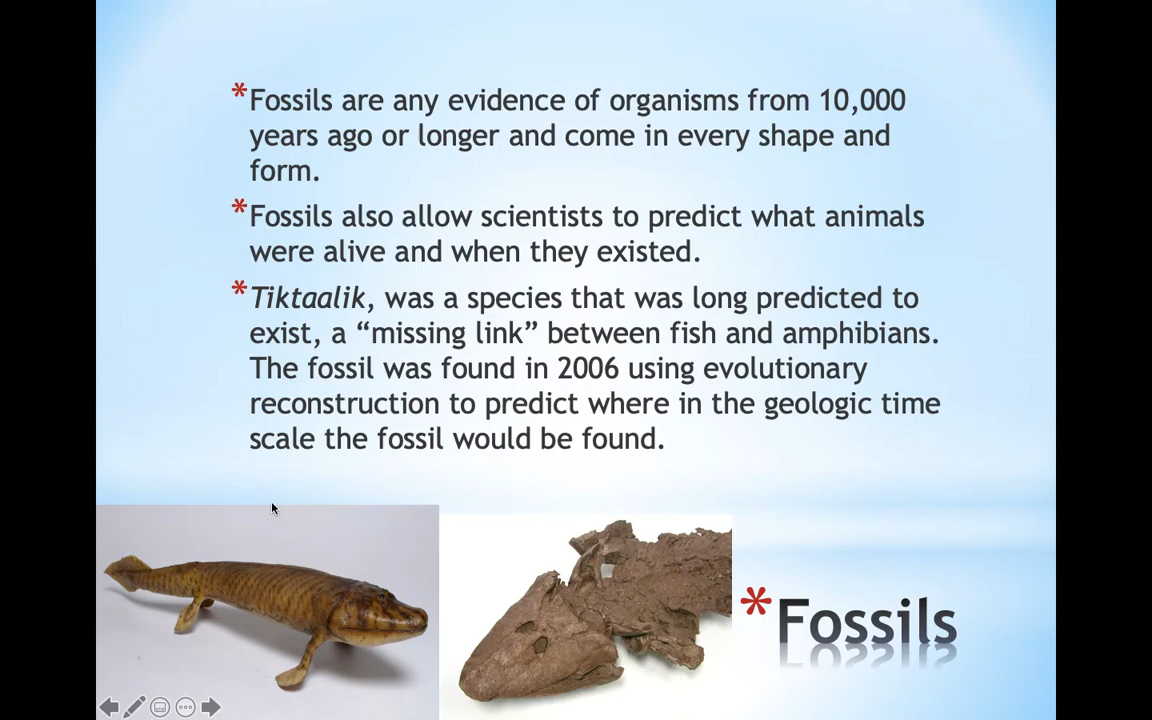 *Fossils are any evidence of organisms from 10,000
years ago or longer and come in every shape and
form.
*Fossils also allow scientists to predict what animals
were alive and when they existed.
*Tiktaalik, was a species that was long predicted to
exist, a “missing link” between fish and amphibians.
The fossil was found in 2006 using evolutionary
reconstruction to predict where in the geologic time
scale the fossil would be found.
*Fossils